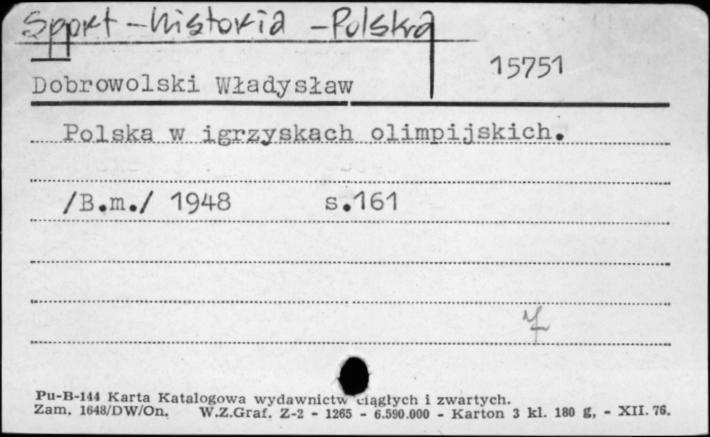 Sport - historia - Polska
15751
Dobrowolski Władysław
Polska w igrzyskach olimpijskich.
/B.m./ 1948 s.161
Pu-B-144 Karta Katalogowa wydawnictw ciągłych i zwartych.
Zam. 1648/DW/On. W.Z.Graf. Z-2 - 1265 - 6.590.000 - Karton 3 kl. 180 g. - XII. 76.